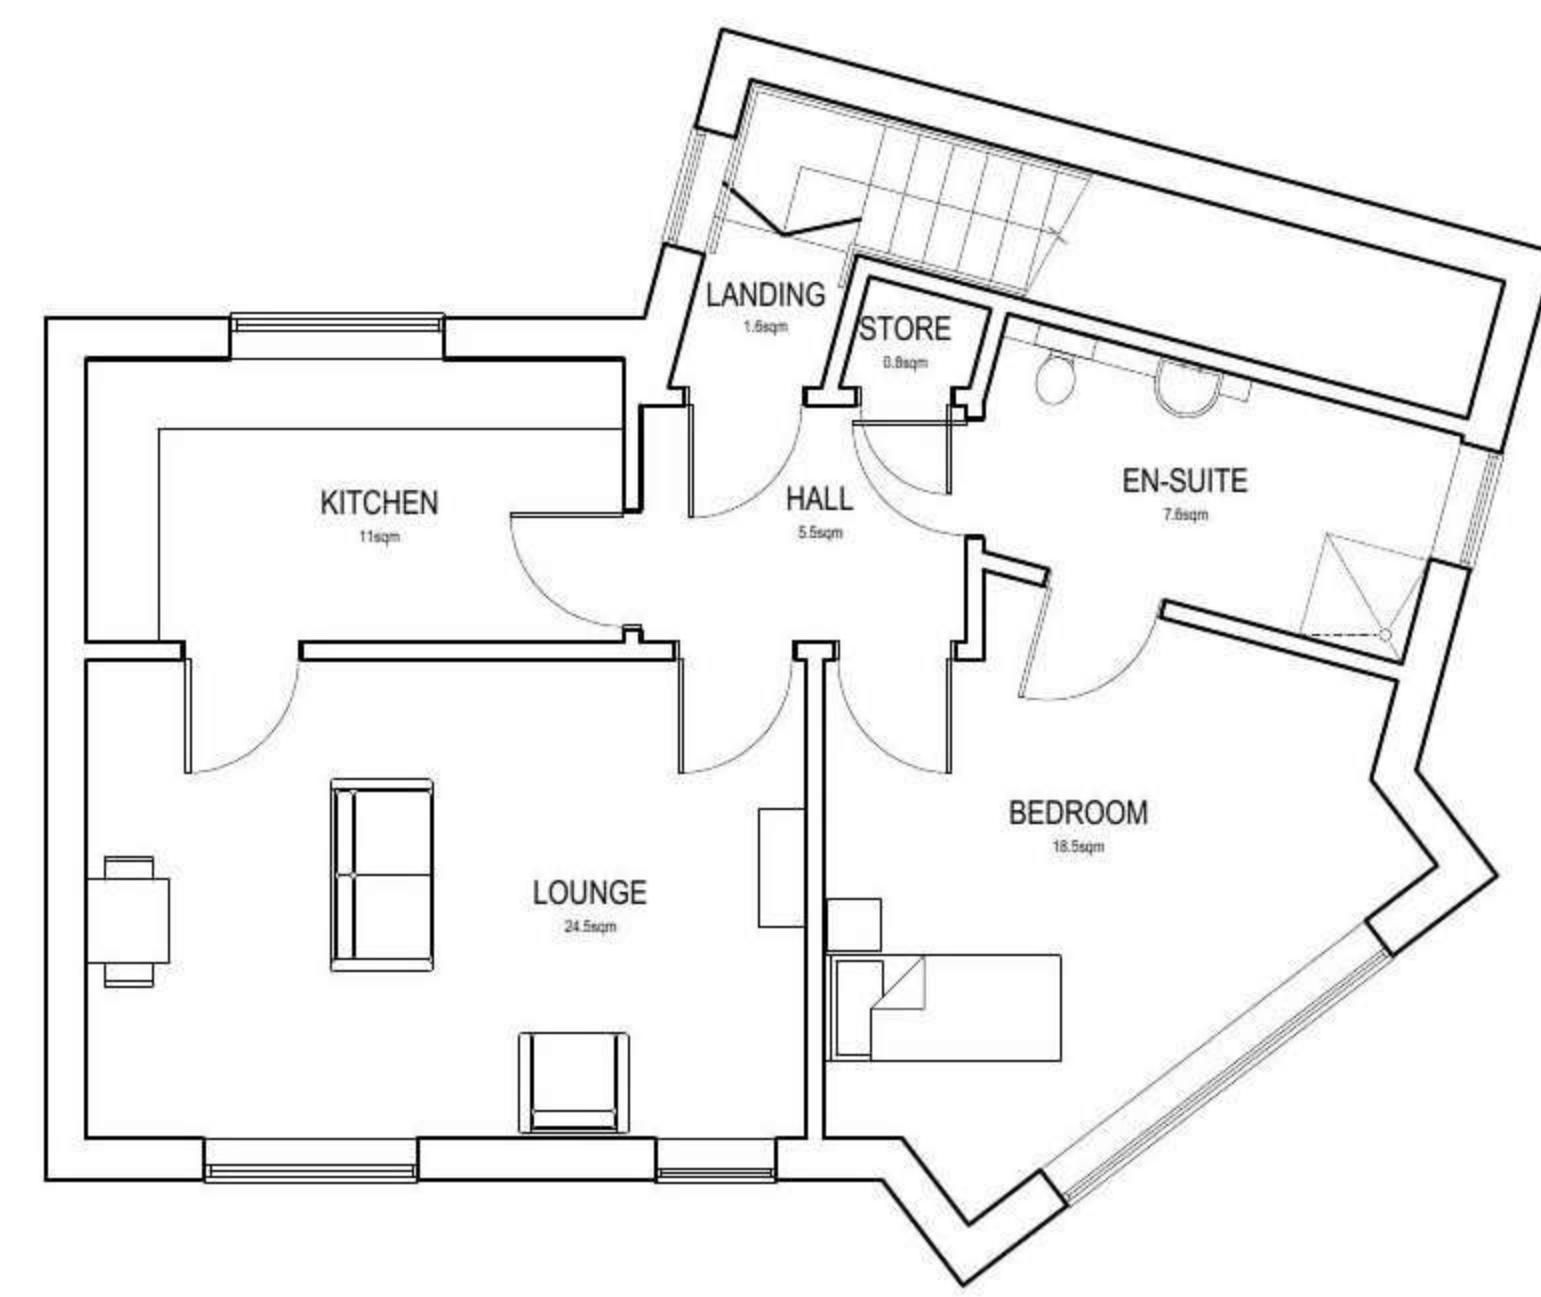 LANDING
1.6sqm
STORE
0.8sqm
KITCHEN
11sqm
HALL
5.5sqm
EN-SUITE
7.6sqm
BEDROOM
18.5sqm
LOUNGE
24.5sqm